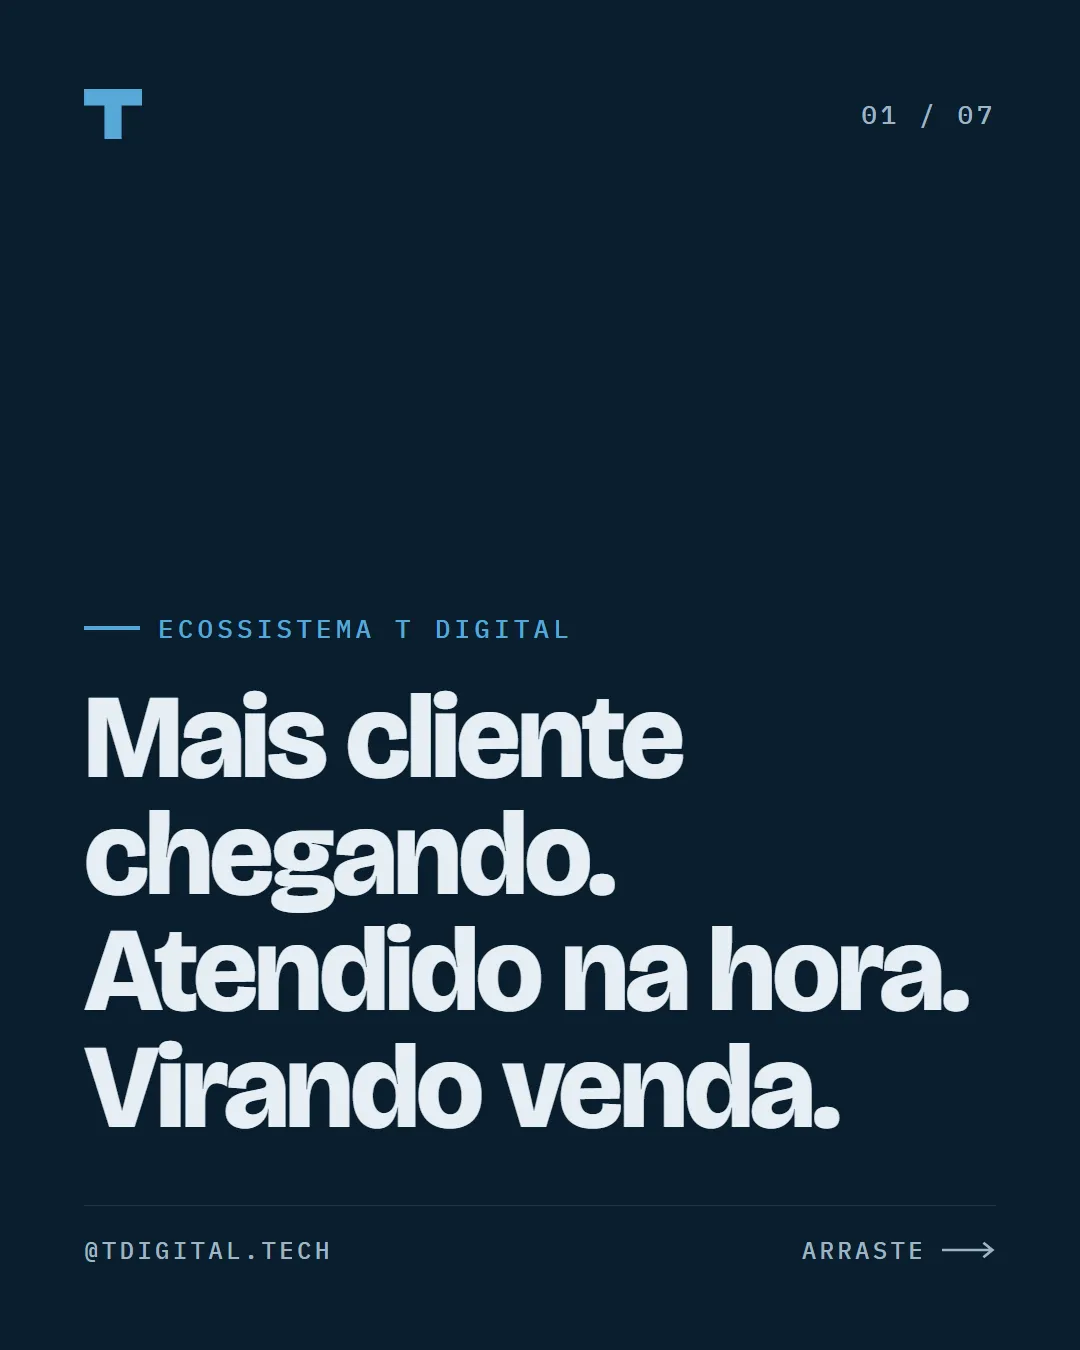 T
01 / 07
ECOSSISTEMA T DIGITAL
Mais cliente
chegando.
Atendido na hora.
Virando venda.
@TDIGITAL.TECH
ARRASTE